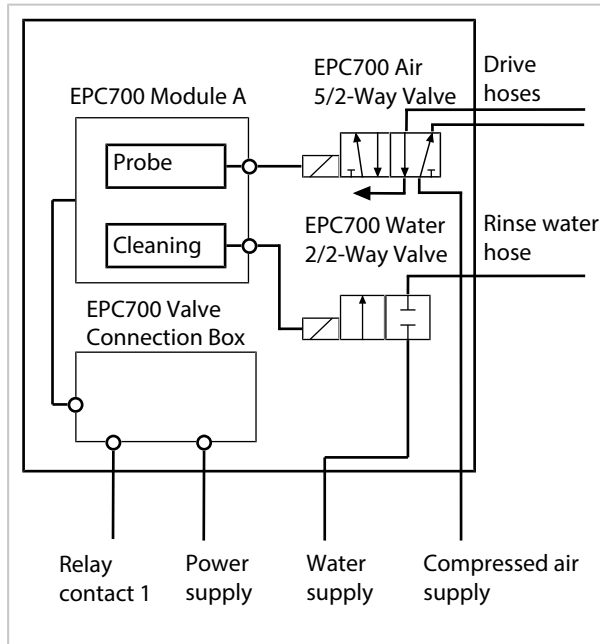 EPC700 Air
5/2-Way Valve
Drive
hoses
EPC700 Module A
Probe
Cleaning
EPC700 Water
2/2-Way Valve
Rinse water
hose
EPC700 Valve
Connection Box
Relay
contact 1
Power
supply
Water
supply
Compressed air
supply